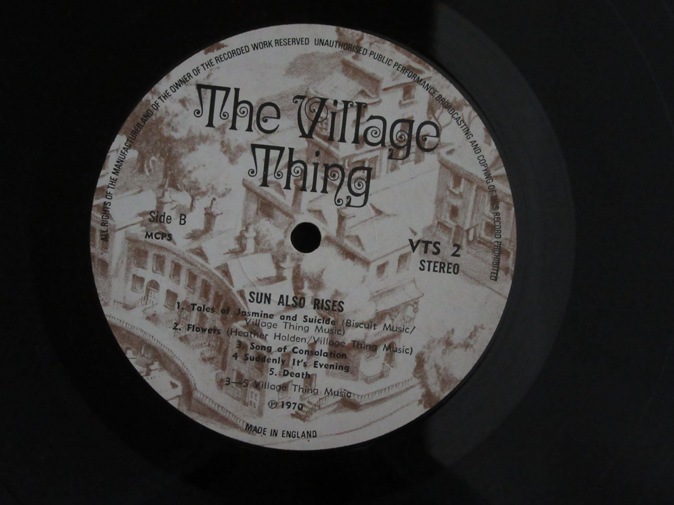 ALL RIGHTS OF THE MANUFACTURER AND OF THE OWNER OF THE RECORDED WORK RESERVED UNAUTHORISED PUBLIC PERFORMANCE BROADCASTING AND COPYING OF THIS RECORD PROHIBITED
The Village
Thing
Side B
MCPS
VTS 2
STEREO
SUN ALSO RISES
1. Tales of Jasmine and Suicide (Biscuit Music/
Village Thing Music)
2. Flowers (Heather Holden/Village Thing Music)
3. Song of Consolation
4 Suddenly It's Evening
5. Death
3—5 Village Thing Music
℗ 1970
MADE IN ENGLAND